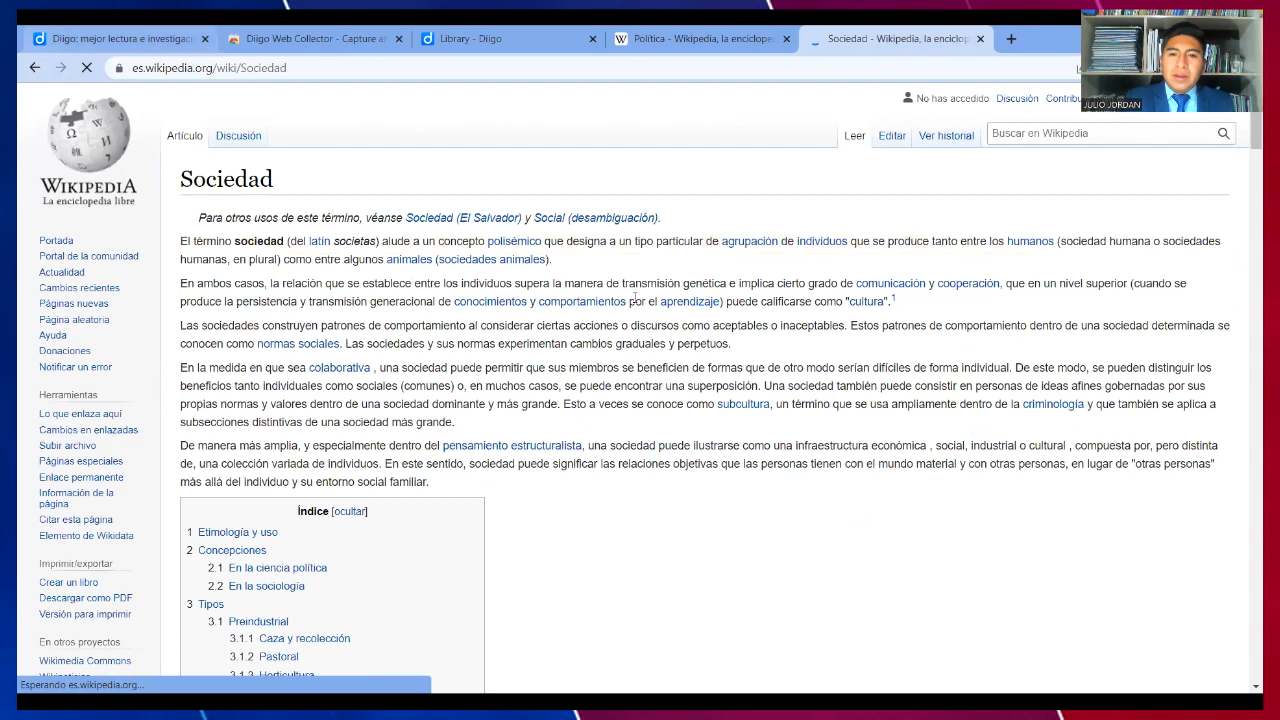 Diigo: mejor lectura e investigac
Diigo Web Collector - Capture an
Library - Diigo
Política - Wikipedia, la encicloped
Sociedad - Wikipedia, la enciclop
es.wikipedia.org/wiki/Sociedad
JULIO JORDAN
No has accedido Discusión
Artículo Discusión Leer Editar Ver historial Buscar en Wikipedia
WIKIPEDIA
La enciclopedia libre
Portada
Portal de la comunidad
Actualidad
Cambios recientes
Páginas nuevas
Página aleatoria
Ayuda
Donaciones
Notificar un error
Herramientas
Lo que enlaza aquí
Cambios en enlazadas
Subir archivo
Páginas especiales
Enlace permanente
Información de la
página
Citar esta página
Elemento de Wikidata
Imprimir/exportar
Crear un libro
Descargar como PDF
Versión para imprimir
En otros proyectos
Wikimedia Commons
Esperando es.wikipedia.org...
Sociedad
Para otros usos de este término, véanse Sociedad (El Salvador) y Social (desambiguación).
El término sociedad (del latín societas) alude a un concepto polisémico que designa a un tipo particular de agrupación de individuos que se produce tanto entre los humanos (sociedad humana o sociedades
humanas, en plural) como entre algunos animales (sociedades animales).
En ambos casos, la relación que se establece entre los individuos supera la manera de transmisión genética e implica cierto grado de comunicación y cooperación, que en un nivel superior (cuando se
produce la persistencia y transmisión generacional de conocimientos y comportamientos por el aprendizaje) puede calificarse como "cultura".1
Las sociedades construyen patrones de comportamiento al considerar ciertas acciones o discursos como aceptables o inaceptables. Estos patrones de comportamiento dentro de una sociedad determinada se
conocen como normas sociales. Las sociedades y sus normas experimentan cambios graduales y perpetuos.
En la medida en que sea colaborativa , una sociedad puede permitir que sus miembros se beneficien de formas que de otro modo serían difíciles de forma individual. De este modo, se pueden distinguir los
beneficios tanto individuales como sociales (comunes) o, en muchos casos, se puede encontrar una superposición. Una sociedad también puede consistir en personas de ideas afines gobernadas por sus
propias normas y valores dentro de una sociedad dominante y más grande. Esto a veces se conoce como subcultura, un término que se usa ampliamente dentro de la criminología y que también se aplica a
subsecciones distintivas de una sociedad más grande.
De manera más amplia, y especialmente dentro del pensamiento estructuralista, una sociedad puede ilustrarse como una infraestructura económica , social, industrial o cultural , compuesta por, pero distinta
de, una colección variada de individuos. En este sentido, sociedad puede significar las relaciones objetivas que las personas tienen con el mundo material y con otras personas, en lugar de "otras personas"
más allá del individuo y su entorno social familiar.
Índice [ocultar]
1 Etimología y uso
2 Concepciones
2.1 En la ciencia política
2.2 En la sociología
3 Tipos
3.1 Preindustrial
3.1.1 Caza y recolección
3.1.2 Pastoral
3.1.3 Horticultura